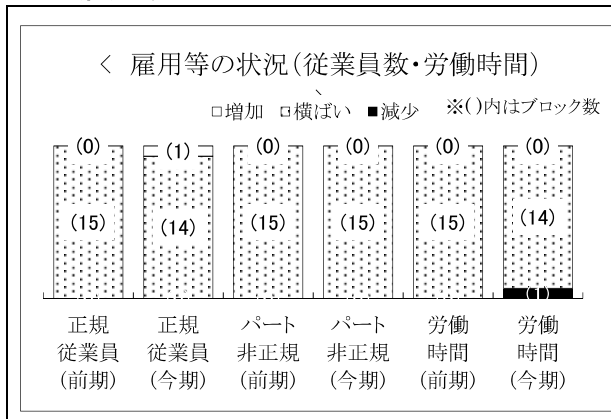 < 雇用等の状況(従業員数・労働時間)
□増加 □横ばい ■減少 ※( )内はブロック数
(0) (1) (0) (0) (0) (0)
(15) (14) (15) (15) (15) (14)
(1)
正規 正規 パート パート 労働 労働
従業員 従業員 非正規 非正規 時間 時間
(前期) (今期) (前期) (今期) (前期) (今期)